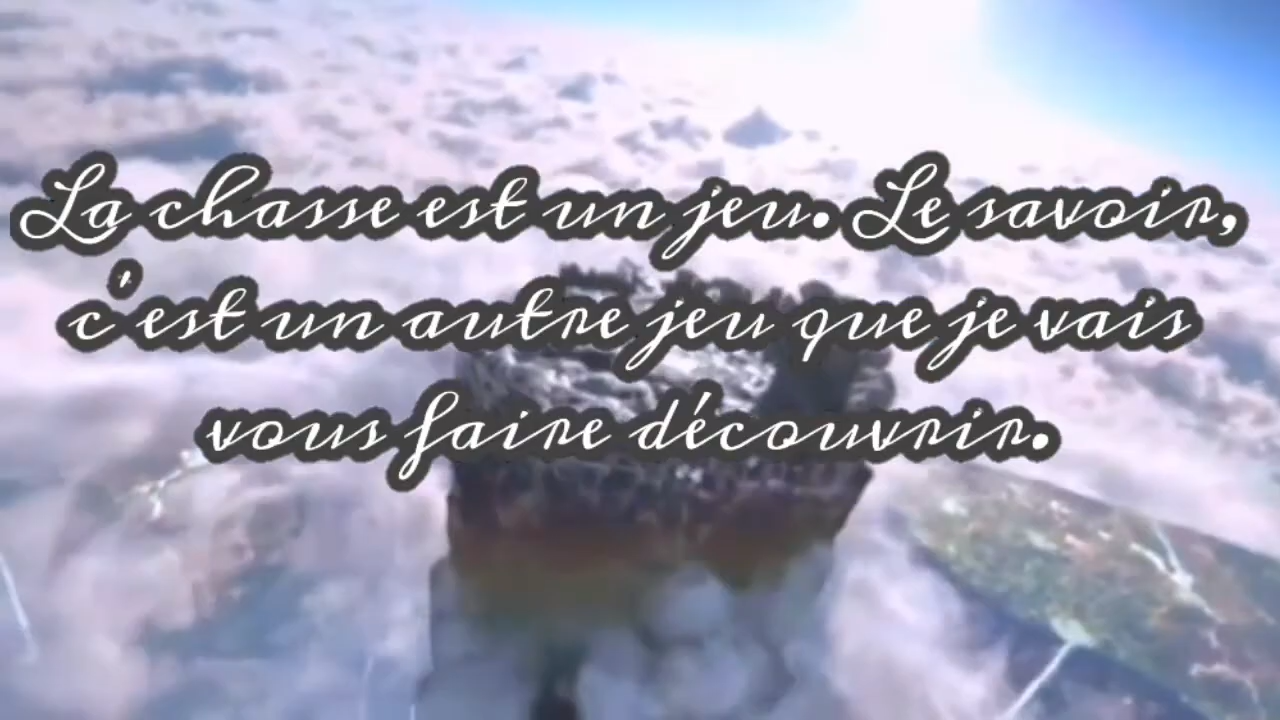 La chasse est un jeu. Le savoir,
c'est un autre jeu que je vais
vous faire découvrir.